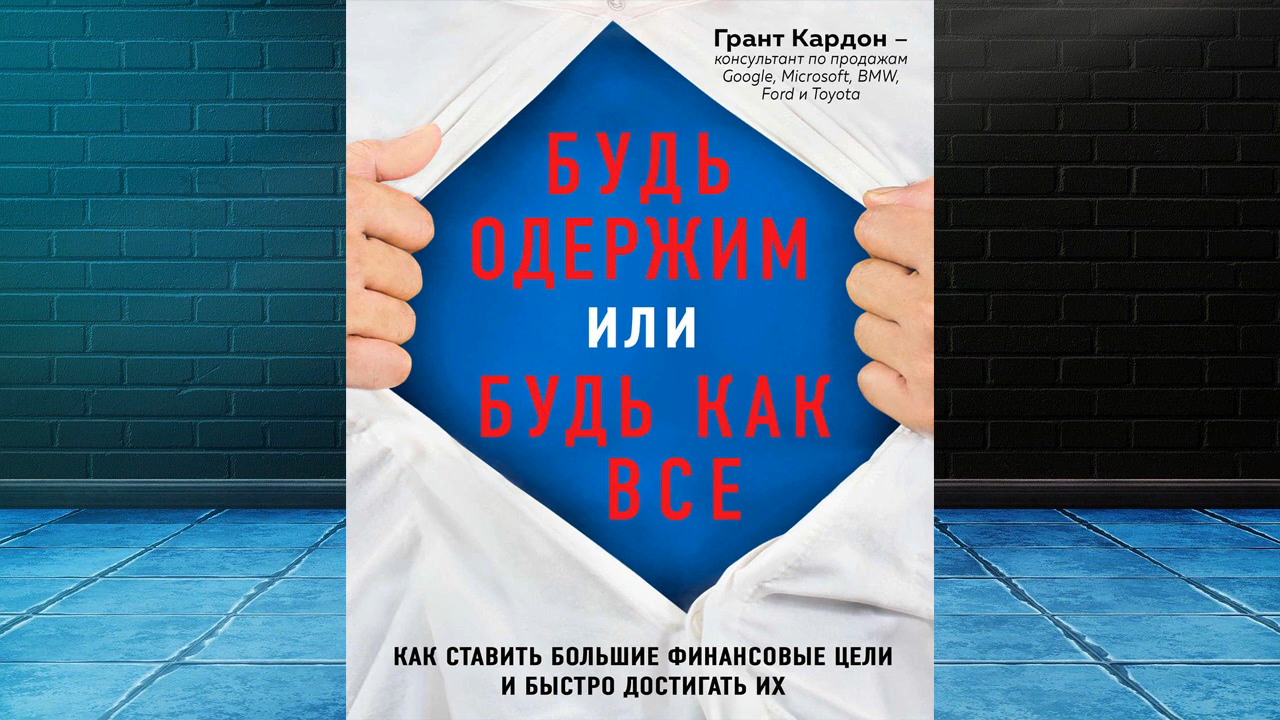 Грант Кардон –
консультант по продажам
Google, Microsoft, BMW,
Ford и Toyota
БУДЬ
ОДЕРЖИМ
ИЛИ
БУДЬ КАК
ВСЕ
КАК СТАВИТЬ БОЛЬШИЕ ФИНАНСОВЫЕ ЦЕЛИ
И БЫСТРО ДОСТИГАТЬ ИХ